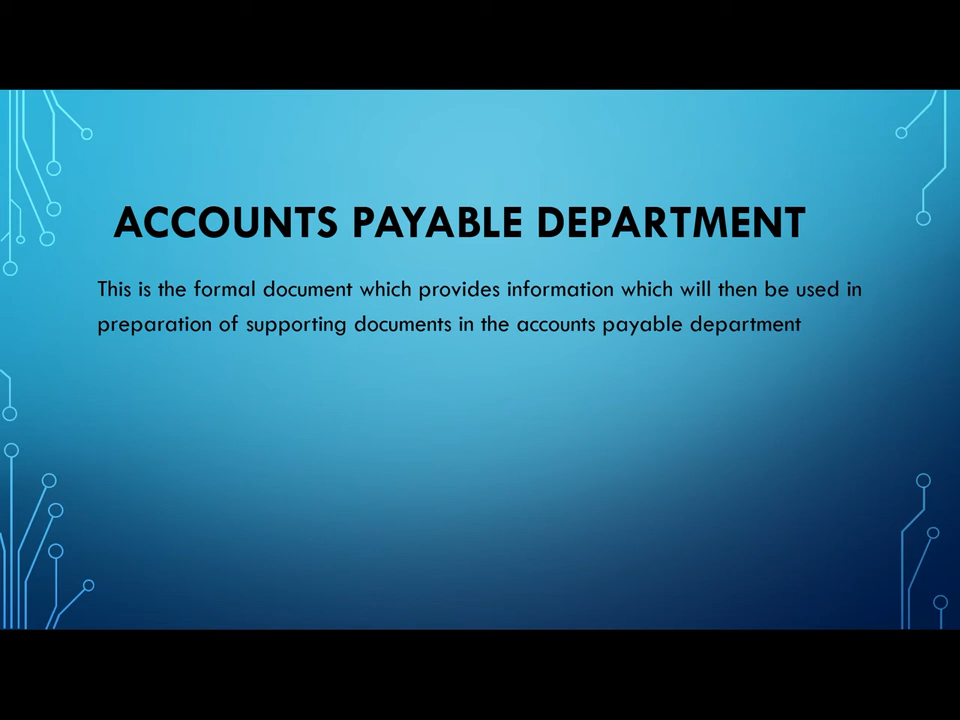 ACCOUNTS PAYABLE DEPARTMENT
This is the formal document which provides information which will then be used in
preparation of supporting documents in the accounts payable department